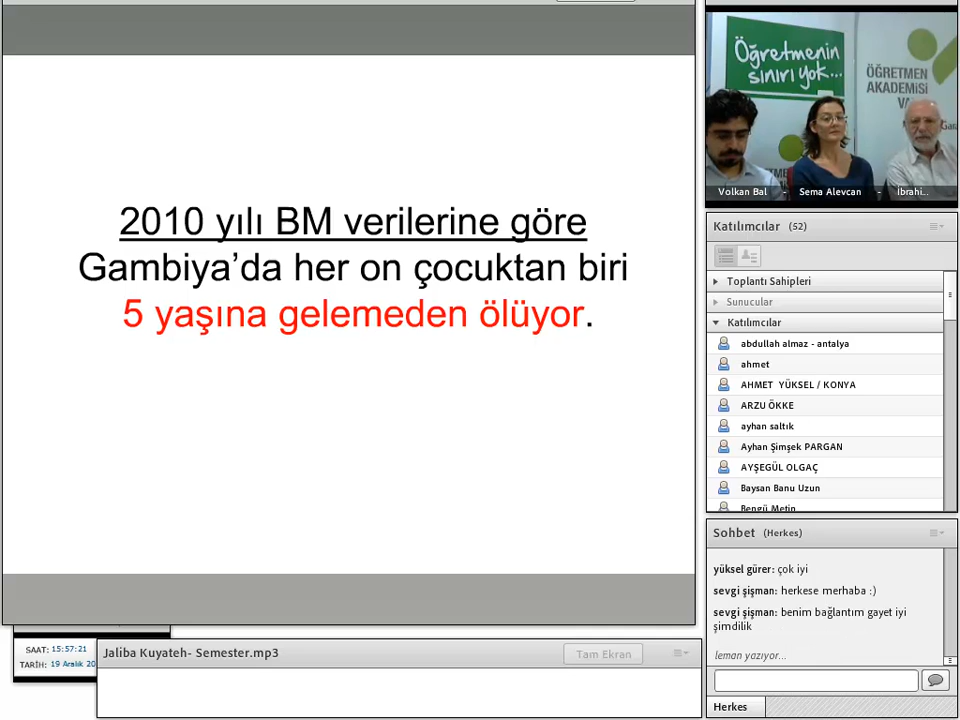 2010 yılı BM verilerine göre
Gambiya’da her on çocuktan biri
5 yaşına gelemeden ölüyor.
SAAT: 15:57:21
TARİH: 19 Aralık 20
Jaliba Kuyateh- Semester.mp3
Tam Ekran
Öğretmenin
sınırı yok...
ÖĞRETMEN
AKADEMİSİ
Volkan Bal - Sema Alevcan - İbrahi...
Katılımcılar (52)
Toplantı Sahipleri
Sunucular
Katılımcılar
abdullah almaz - antalya
ahmet
AHMET YÜKSEL / KONYA
ARZU ÖKKE
ayhan saltık
Ayhan Şimşek PARGAN
AYŞEGÜL OLGAÇ
Baysan Banu Uzun
Bengü Metin
Sohbet (Herkes)
yüksel gürer: çok iyi
sevgi şişman: herkese merhaba :)
sevgi şişman: benim bağlantım gayet iyi
şimdilik
leman yazıyor...
Herkes